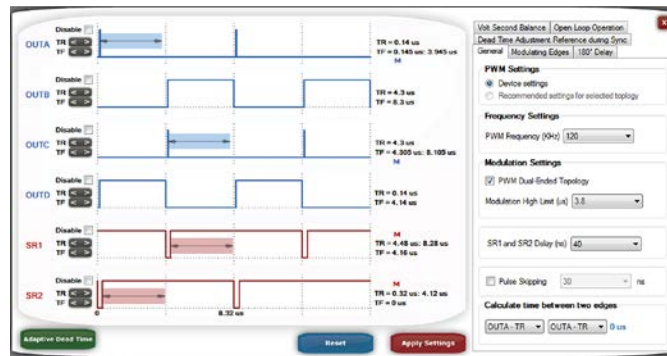 Disable
OUTA TR < >
TF < >
TR = 0.14 us
TF = 0.145 us: 3.945 us
M
Disable
OUTB TR < >
TF < >
TR = 4.3 us
TF = 8.3 us
Disable
OUTC TR < >
TF < >
TR = 4.3 us
TF = 4.305 us: 8.105 us
M
Disable
OUTD TR < >
TF < >
TR = 0.14 us
TF = 4.14 us
Disable
SR1 TR < >
TF < >
M
TR = 4.48 us: 8.28 us
TF = 4.16 us
Disable
SR2 TR < >
TF < >
M
TR = 0.32 us: 4.12 us
TF = 0 us
0 8.32 us
Adaptive Dead Time Reset Apply Settings
Volt Second Balance Open Loop Operation
Dead Time Adjustment Reference during Sync
General Modulating Edges 180° Delay
PWM Settings
Device settings
Recommended settings for selected toplogy
Frequency Settings
PWM Frequency (KHz) 120
Modulation Settings
PWM Dual-Ended Topology
Modulation High Limit (us) 3.8
SR1 and SR2 Delay (ns) 40
Pulse Skipping 30 ns
Calculate time between two edges
OUTA - TR OUTA - TR 0 us